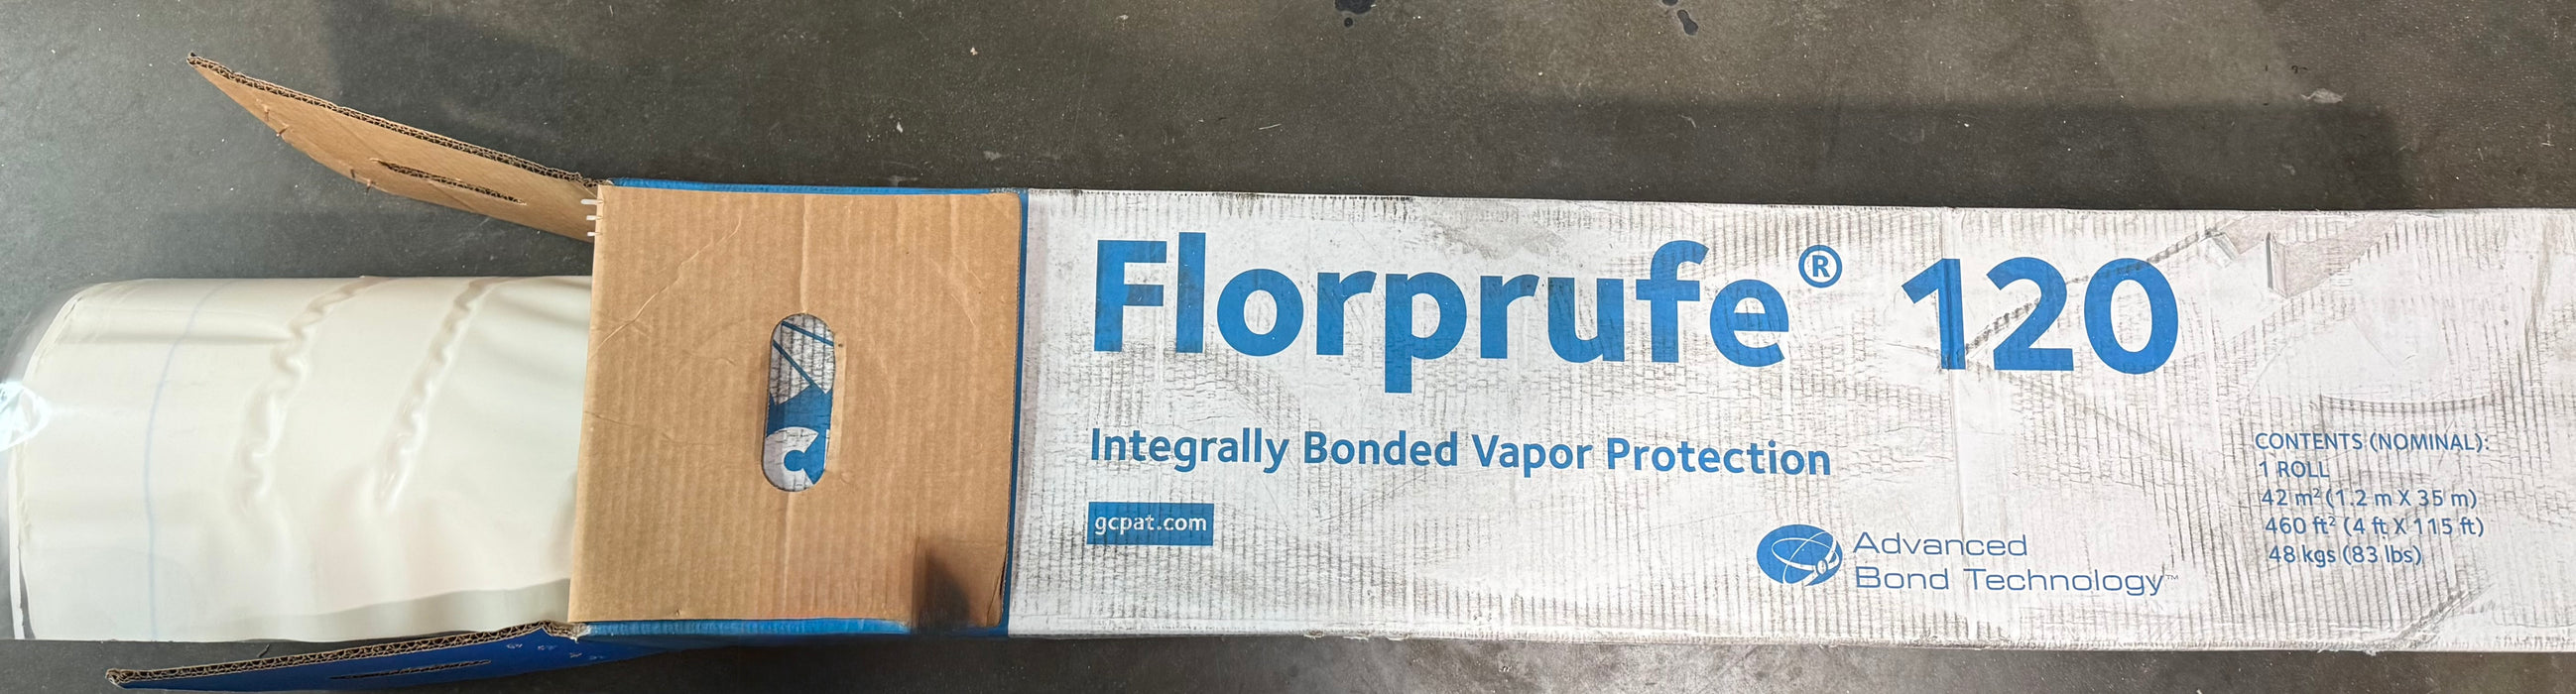 Florprufe® 120
Integrally Bonded Vapor Protection
gcpat.com
Advanced
Bond Technology™
CONTENTS (NOMINAL):
1 ROLL
42 m² (1.2 m X 35 m)
460 ft² (4 ft X 115 ft)
48 kgs (83 lbs)